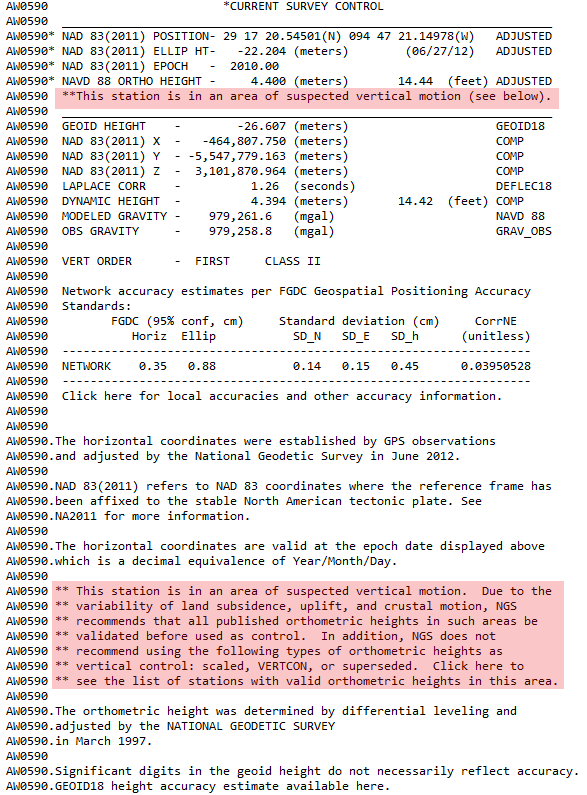 AW0590 *CURRENT SURVEY CONTROL
AW0590
AW0590* NAD 83(2011) POSITION- 29 17 20.54501(N) 094 47 21.14978(W) ADJUSTED
AW0590* NAD 83(2011) ELLIP HT- -22.204 (meters) (06/27/12) ADJUSTED
AW0590* NAD 83(2011) EPOCH - 2010.00
AW0590* NAVD 88 ORTHO HEIGHT - 4.400 (meters) 14.44 (feet) ADJUSTED
AW0590 **This station is in an area of suspected vertical motion (see below).
AW0590
AW0590 GEOID HEIGHT - -26.607 (meters) GEOID18
AW0590 NAD 83(2011) X - -464,807.750 (meters) COMP
AW0590 NAD 83(2011) Y - -5,547,779.163 (meters) COMP
AW0590 NAD 83(2011) Z - 3,101,870.964 (meters) COMP
AW0590 LAPLACE CORR - 1.26 (seconds) DEFLEC18
AW0590 DYNAMIC HEIGHT - 4.394 (meters) 14.42 (feet) COMP
AW0590 MODELED GRAVITY - 979,261.6 (mgal) NAVD 88
AW0590 OBS GRAVITY - 979,258.8 (mgal) GRAV_OBS
AW0590
AW0590 VERT ORDER - FIRST CLASS II
AW0590
AW0590 Network accuracy estimates per FGDC Geospatial Positioning Accuracy
AW0590 Standards:
AW0590 FGDC (95% conf, cm) Standard deviation (cm) CorrNE
AW0590 Horiz Ellip SD_N SD_E SD_h (unitless)
AW0590 -------------------------------------------------------------------
AW0590 NETWORK 0.35 0.88 0.14 0.15 0.45 0.03950528
AW0590 -------------------------------------------------------------------
AW0590 Click here for local accuracies and other accuracy information.
AW0590
AW0590
AW0590.The horizontal coordinates were established by GPS observations
AW0590.and adjusted by the National Geodetic Survey in June 2012.
AW0590
AW0590.NAD 83(2011) refers to NAD 83 coordinates where the reference frame has
AW0590.been affixed to the stable North American tectonic plate. See
AW0590.NA2011 for more information.
AW0590
AW0590.The horizontal coordinates are valid at the epoch date displayed above
AW0590.which is a decimal equivalence of Year/Month/Day.
AW0590
AW0590 ** This station is in an area of suspected vertical motion. Due to the
AW0590 ** variability of land subsidence, uplift, and crustal motion, NGS
AW0590 ** recommends that all published orthometric heights in such areas be
AW0590 ** validated before used as control. In addition, NGS does not
AW0590 ** recommend using the following types of orthometric heights as
AW0590 ** vertical control: scaled, VERTCON, or superseded. Click here to
AW0590 ** see the list of stations with valid orthometric heights in this area.
AW0590
AW0590.The orthometric height was determined by differential leveling and
AW0590.adjusted by the NATIONAL GEODETIC SURVEY
AW0590.in March 1997.
AW0590
AW0590.Significant digits in the geoid height do not necessarily reflect accuracy.
AW0590.GEOID18 height accuracy estimate available here.